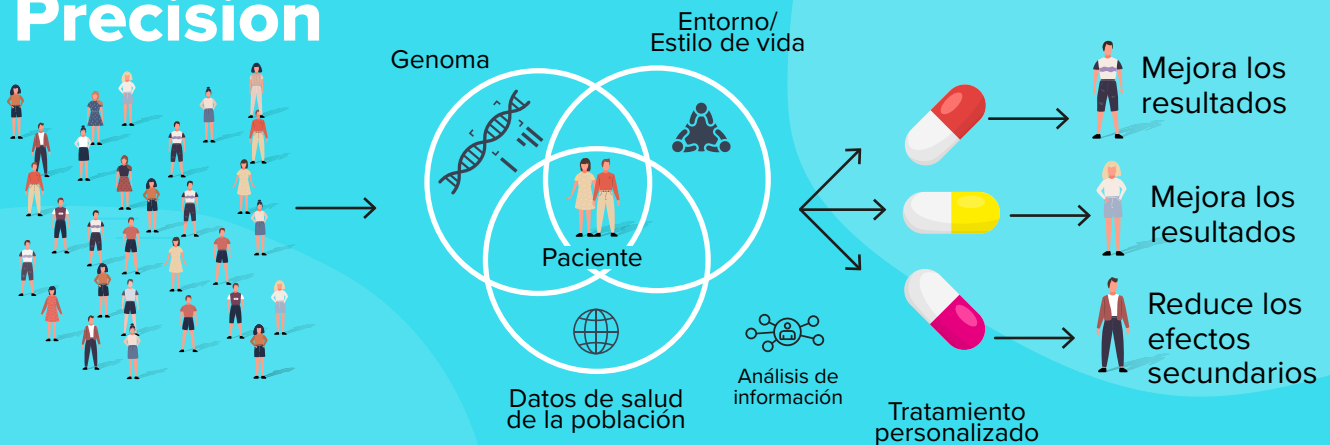 Precisión
Genoma
Entorno/
Estilo de vida
Paciente
Datos de salud
de la población
Análisis de
información
Tratamiento
personalizado
Mejora los
resultados
Mejora los
resultados
Reduce los
efectos
secundarios